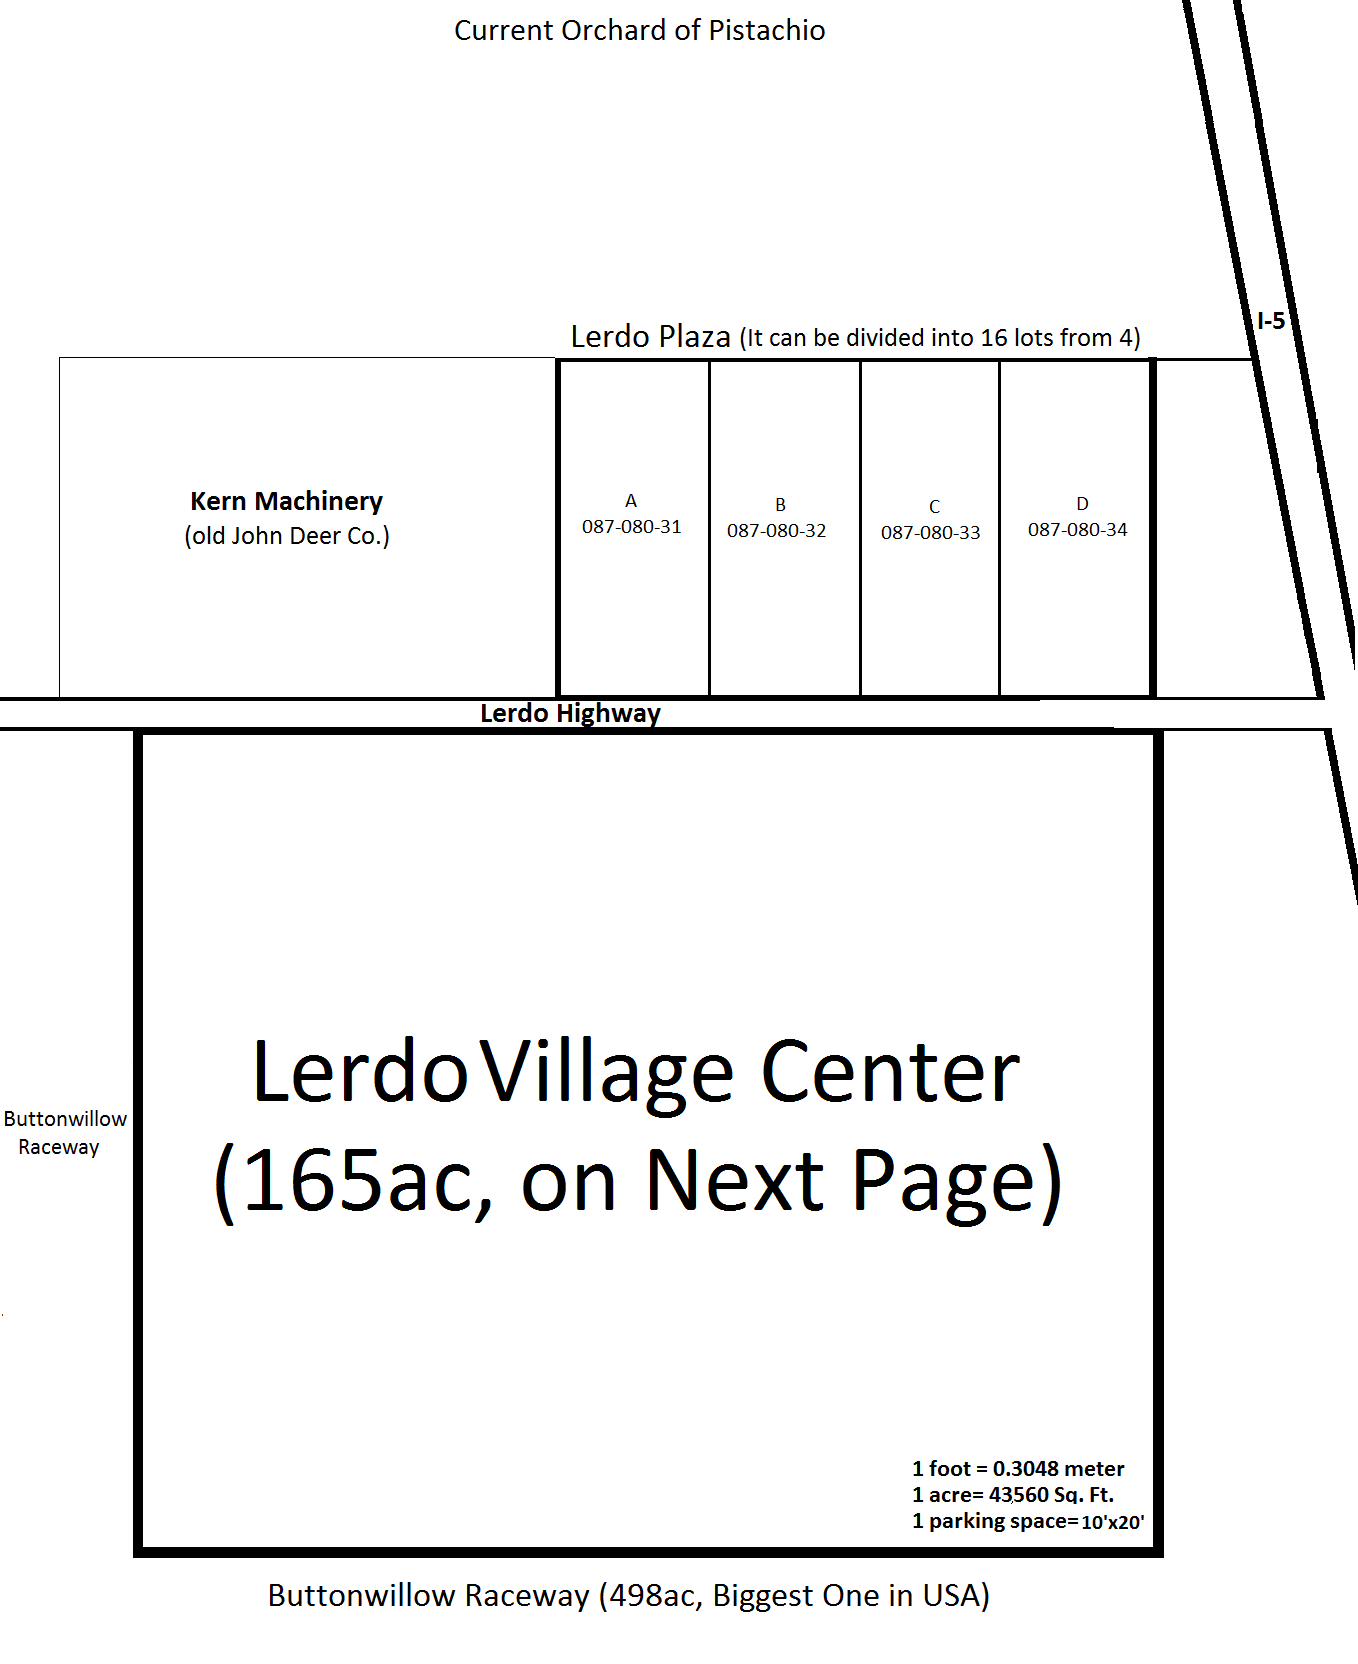 Current Orchard of Pistachio
I-5
Lerdo Plaza (It can be divided into 16 lots from 4)
Kern Machinery
(old John Deer Co.)
A
087-080-31
B
087-080-32
C
087-080-33
D
087-080-34
Lerdo Highway
Lerdo Village Center
(165ac, on Next Page)
Buttonwillow
Raceway
1 foot = 0.3048 meter
1 acre= 43,560 Sq. Ft.
1 parking space= 10'x20'
Buttonwillow Raceway (498ac, Biggest One in USA)